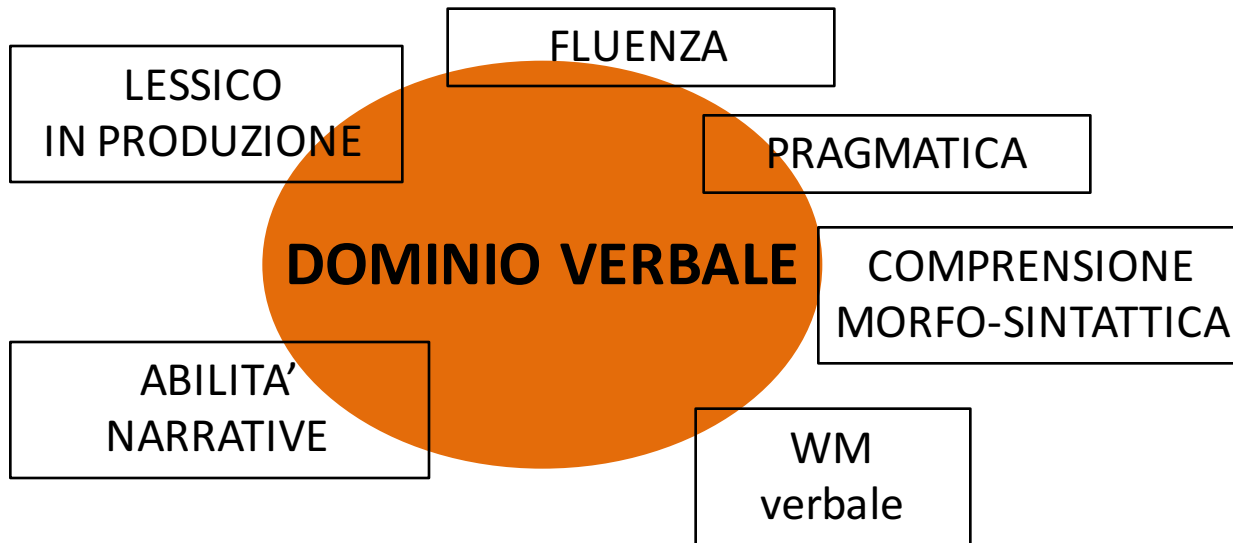 FLUENZA
LESSICO
IN PRODUZIONE
PRAGMATICA
DOMINIO VERBALE
COMPRENSIONE
MORFO-SINTATTICA
ABILITA’
NARRATIVE
WM
verbale